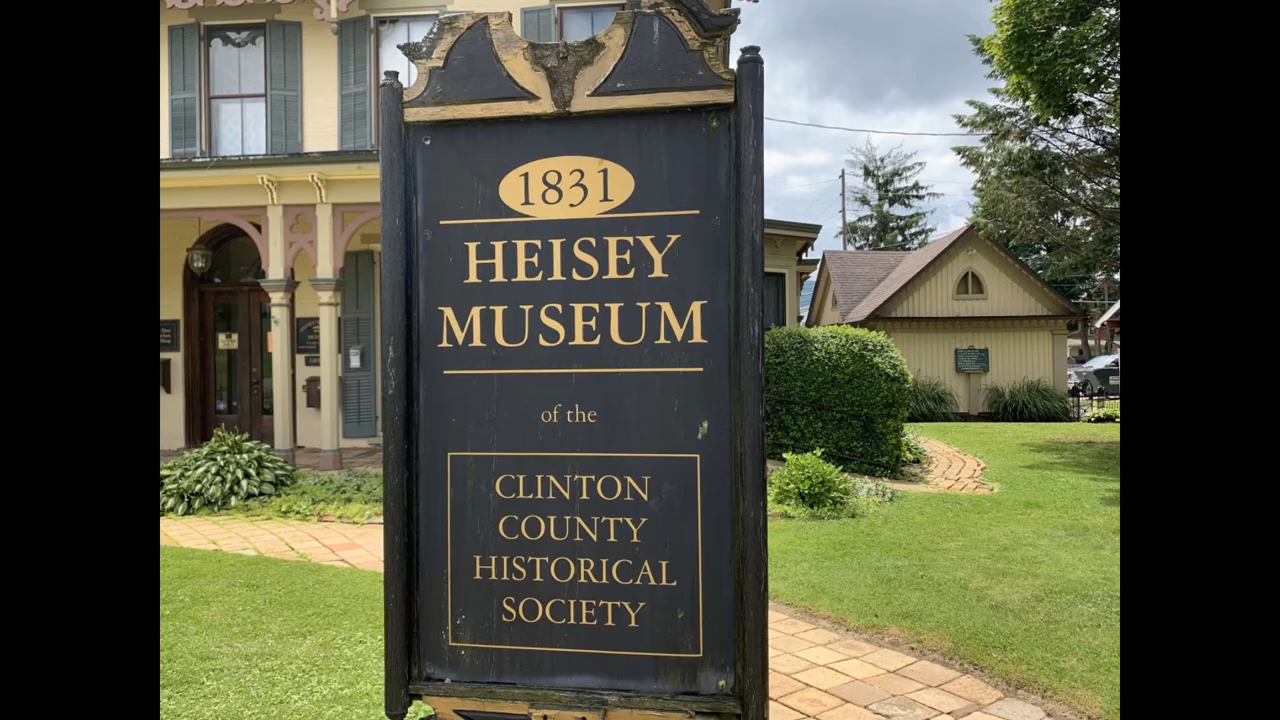 1831
HEISEY
MUSEUM
of the
CLINTON
COUNTY
HISTORICAL
SOCIETY